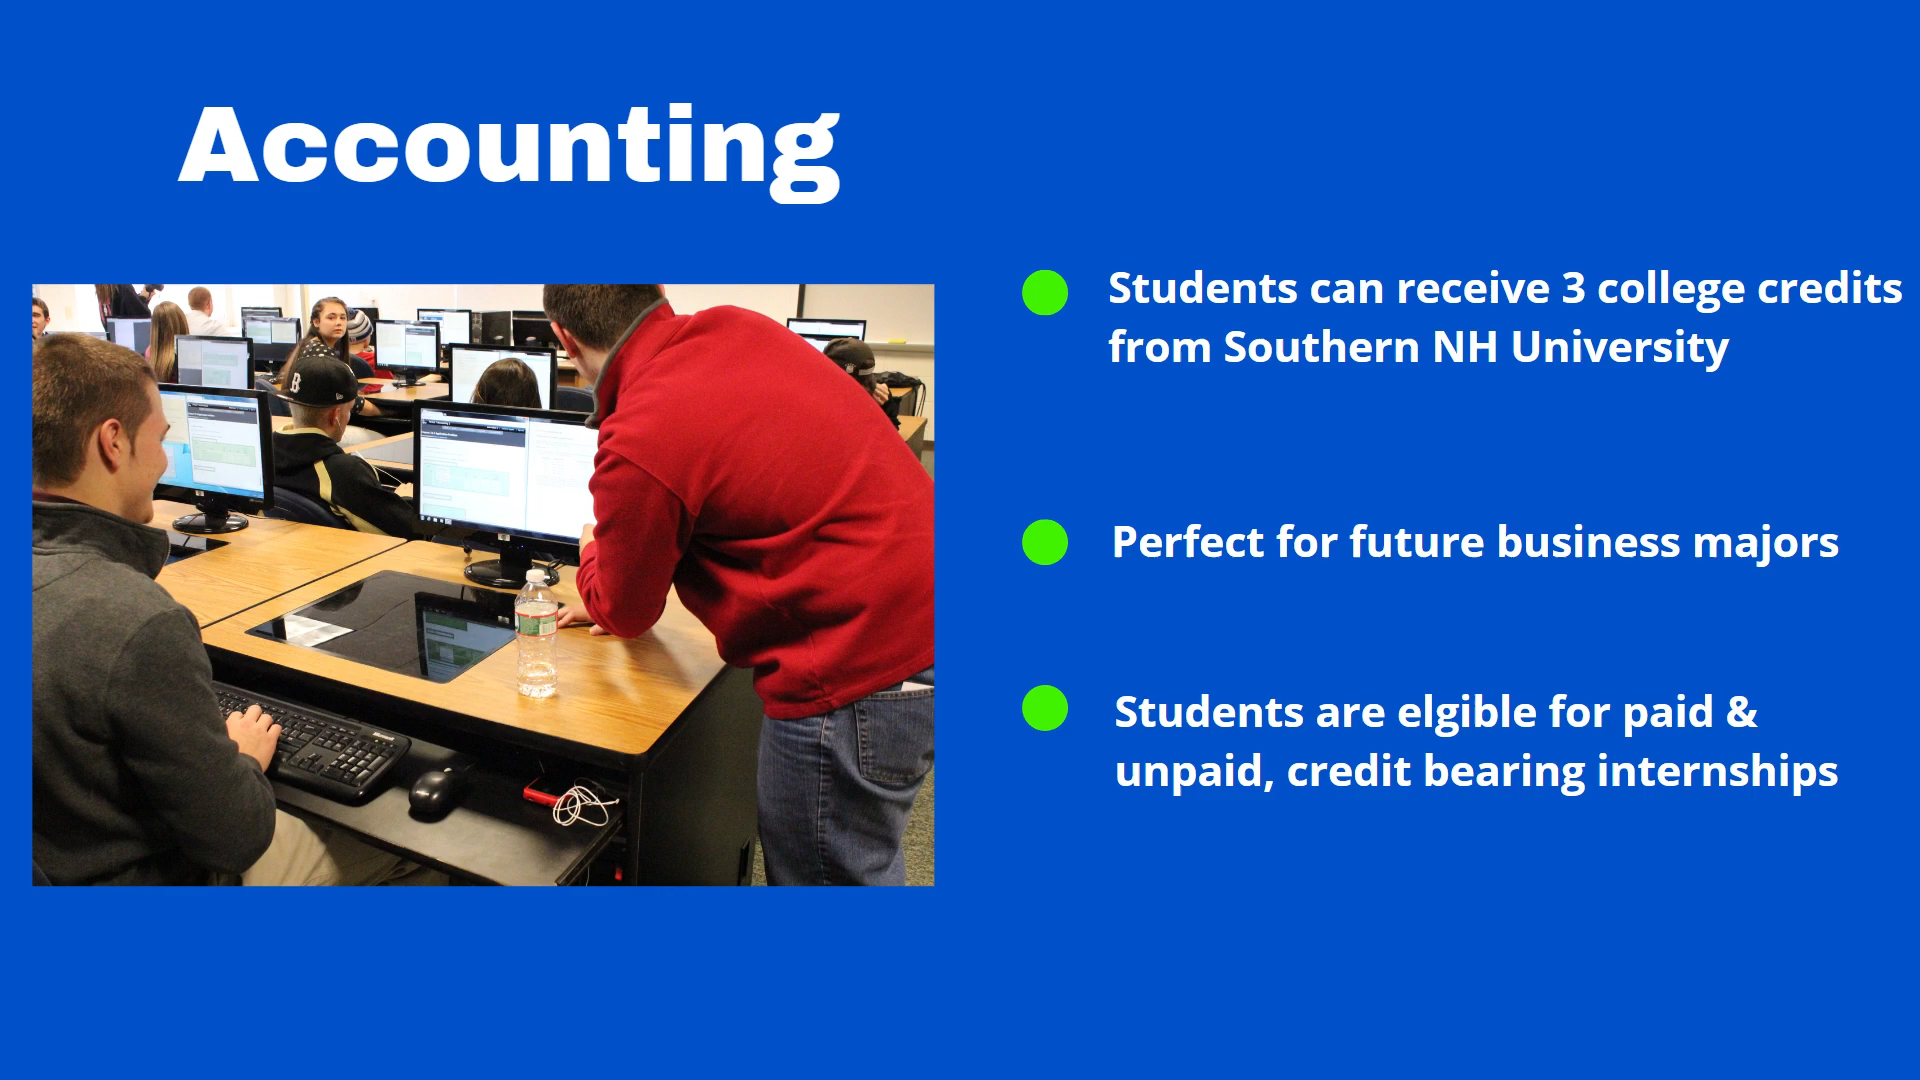 Accounting
Students can receive 3 college credits
from Southern NH University
Perfect for future business majors
Students are elgible for paid &
unpaid, credit bearing internships
B
Microsoft